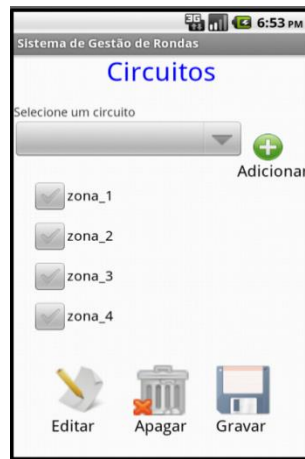 3G 6:53 PM
Sistema de Gestão de Rondas
Circuitos
Selecione um circuito
Adicionar
zona_1
zona_2
zona_3
zona_4
Editar Apagar Gravar